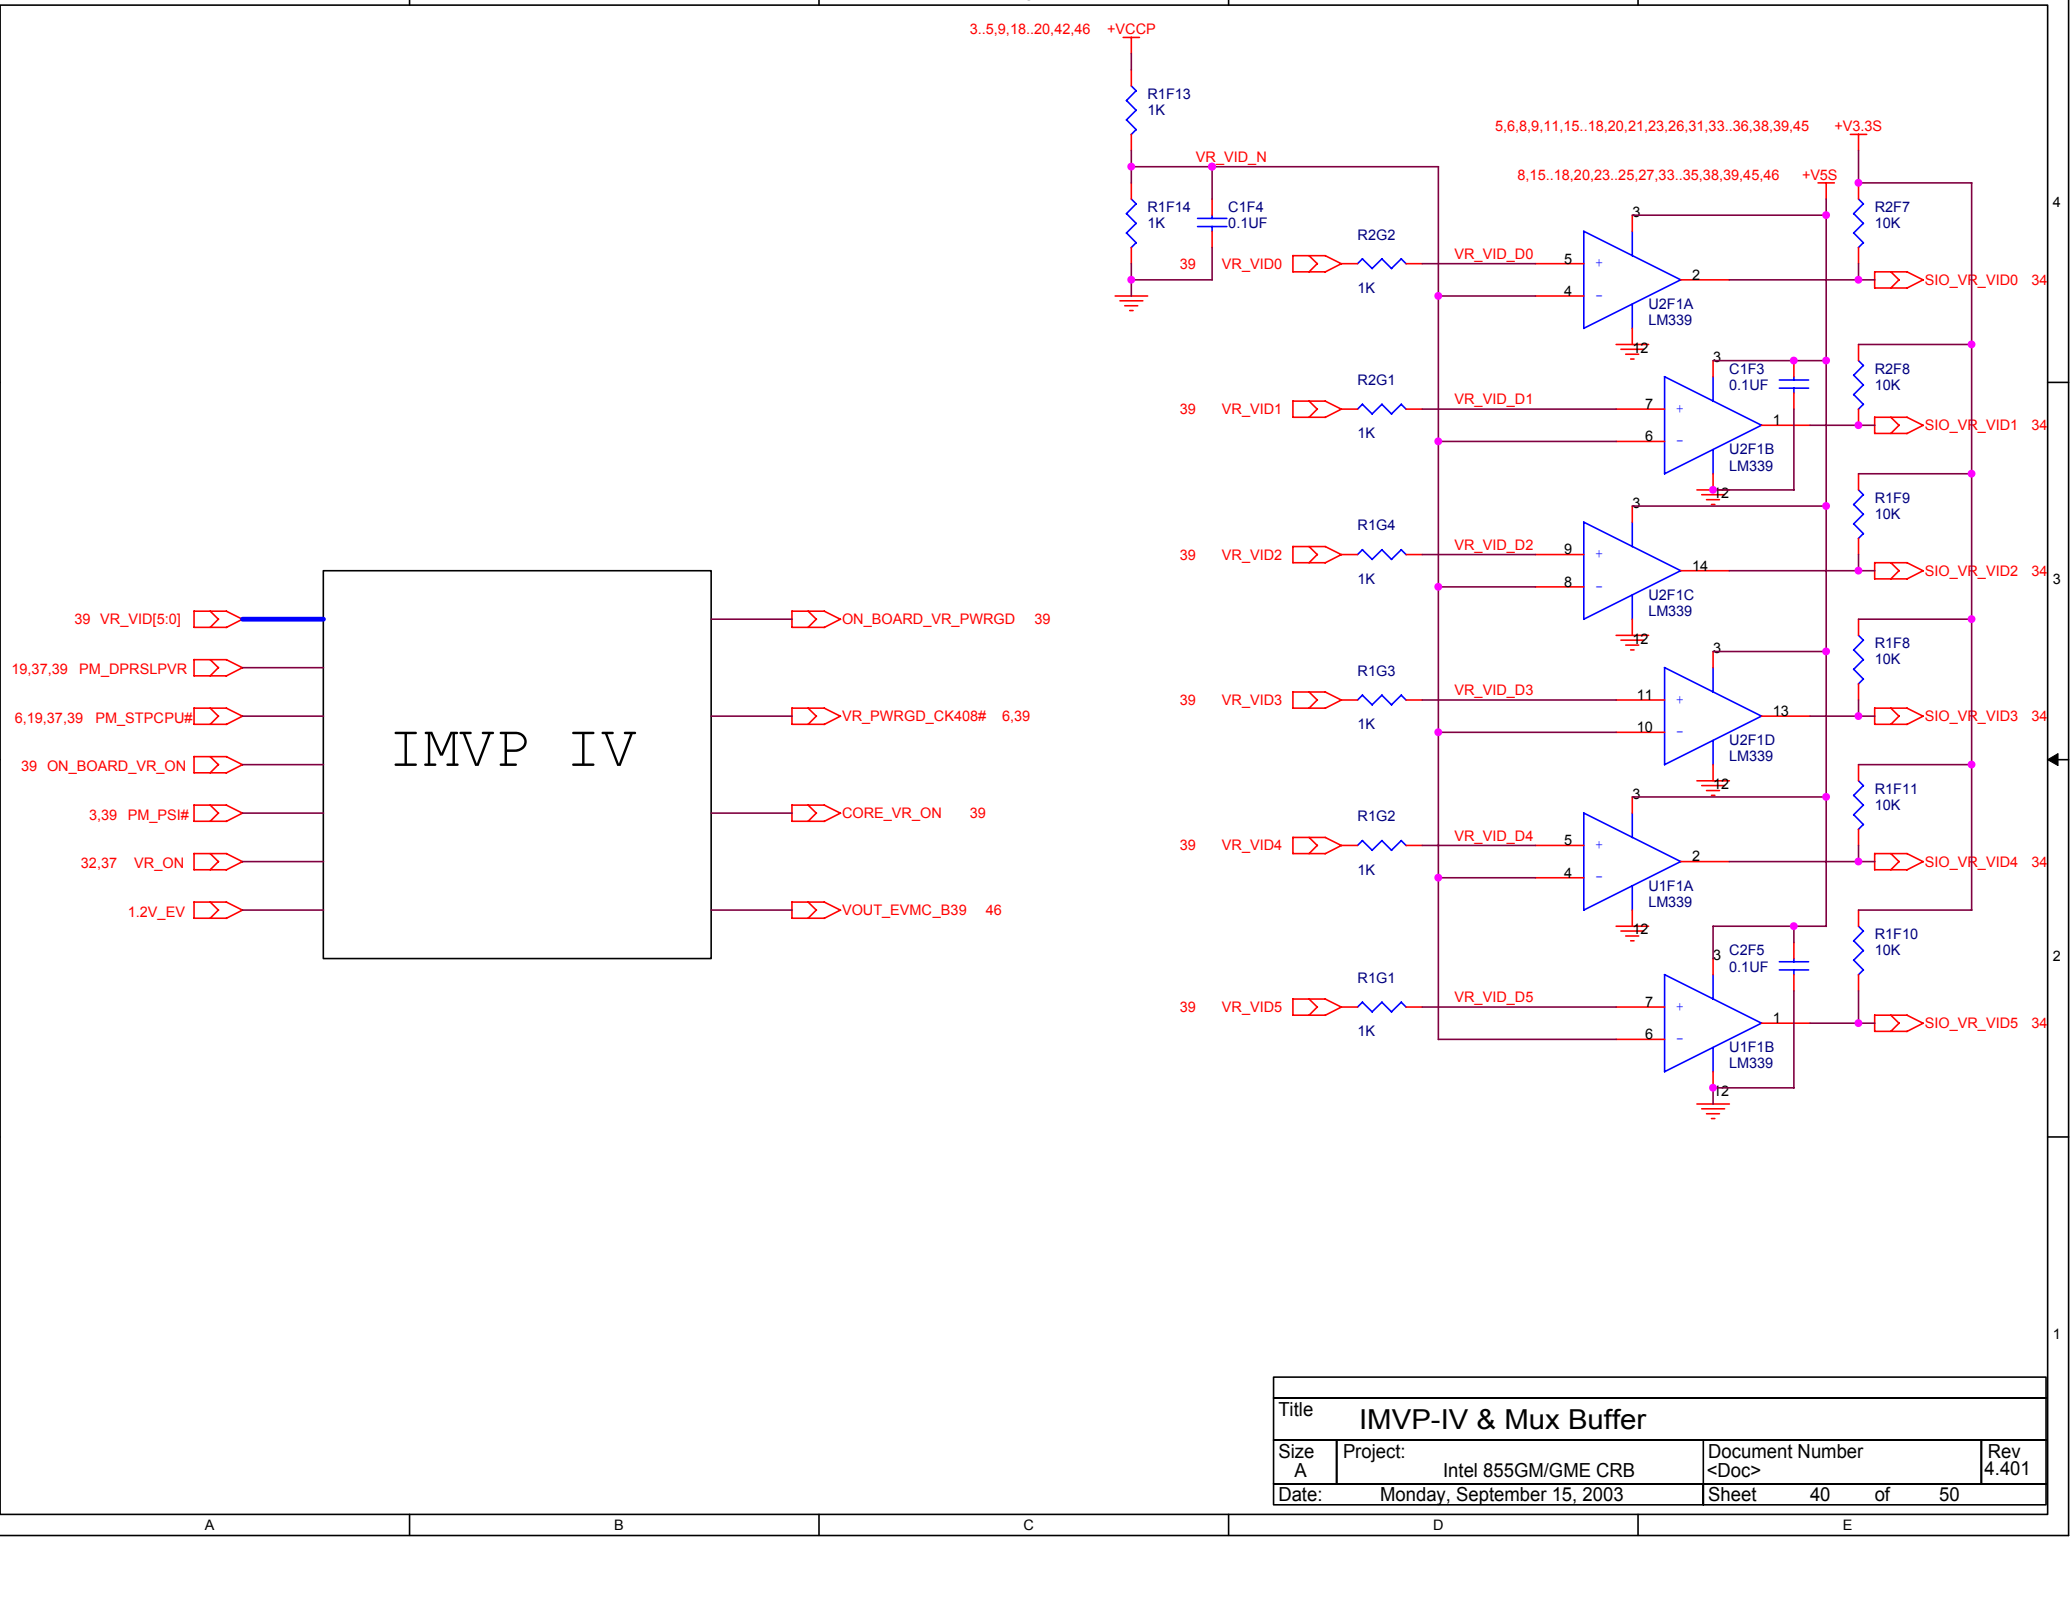 3..5,9,18..20,42,46 +VCCP
R1F13
1K
5,6,8,9,11,15..18,20,21,23,26,31,33..36,38,39,45 +V3.3S
VR_VID_N
8,15..18,20,23..25,27,33..35,38,39,45,46 +V5S
R1F14
1K
C1F4
0.1UF
R2F7
10K
4
R2G2
39 VR_VID0
1K
VR_VID_D0
5
4
+
-
3
2
12
U2F1A
LM339
SIO_VR_VID0 34
R2G1
39 VR_VID1
1K
VR_VID_D1
7
6
+
-
3
1
12
C1F3
0.1UF
U2F1B
LM339
R2F8
10K
SIO_VR_VID1 34
R1G4
39 VR_VID2
1K
VR_VID_D2
9
8
+
-
3
14
12
U2F1C
LM339
R1F9
10K
SIO_VR_VID2 34
3
R1G3
39 VR_VID3
1K
VR_VID_D3
11
10
+
-
3
13
12
U2F1D
LM339
R1F8
10K
SIO_VR_VID3 34
R1G2
39 VR_VID4
1K
VR_VID_D4
5
4
+
-
3
2
12
U1F1A
LM339
R1F11
10K
SIO_VR_VID4 34
R1G1
39 VR_VID5
1K
VR_VID_D5
7
6
+
-
3
1
12
C2F5
0.1UF
U1F1B
LM339
R1F10
10K
SIO_VR_VID5 34
2
39 VR_VID[5:0]
19,37,39 PM_DPRSLPVR
6,19,37,39 PM_STPCPU#
39 ON_BOARD_VR_ON
3,39 PM_PSI#
32,37 VR_ON
1.2V_EV
IMVP IV
ON_BOARD_VR_PWRGD 39
VR_PWRGD_CK408# 6,39
CORE_VR_ON 39
VOUT_EVMC_B39 46
1
Title
IMVP-IV & Mux Buffer
Size
A
Project:
Intel 855GM/GME CRB
Document Number
<Doc>
Rev
4.401
Date: Monday, September 15, 2003
Sheet 40 of 50
A B C D E